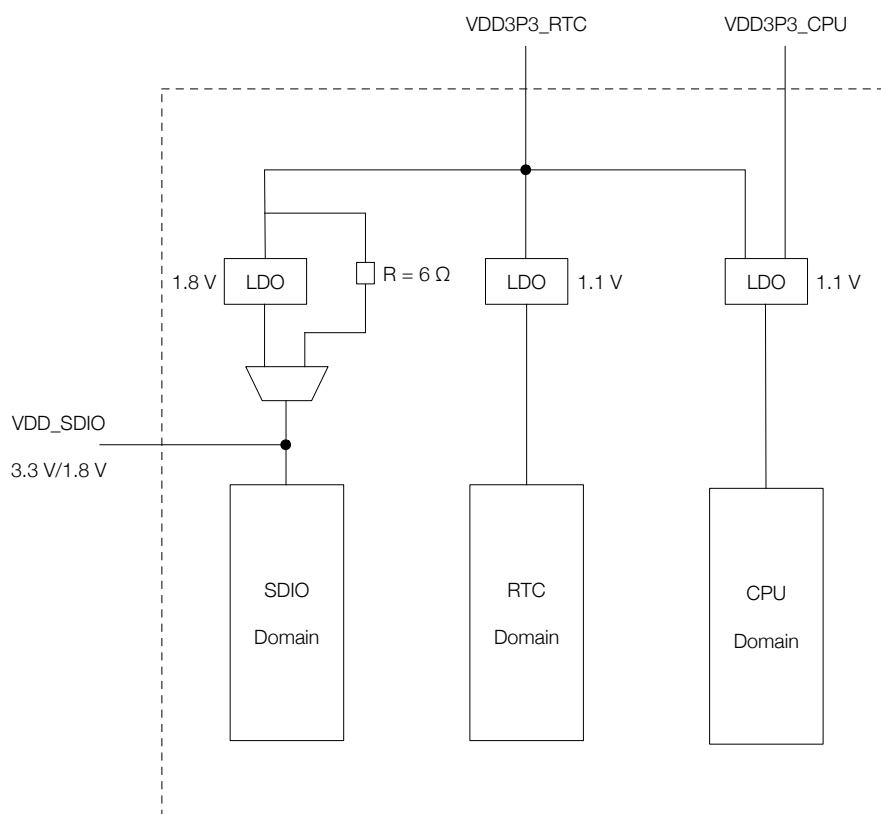 VDD3P3_RTC
VDD3P3_CPU
1.8 V
LDO
R = 6 Ω
LDO
1.1 V
LDO
1.1 V
VDD_SDIO
3.3 V/1.8 V
SDIO
Domain
RTC
Domain
CPU
Domain